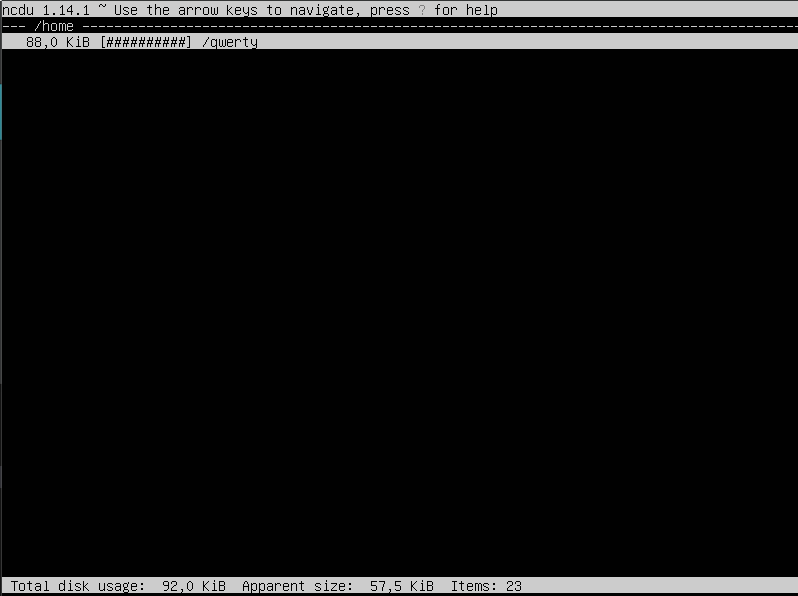 ncdu 1.14.1 ~ Use the arrow keys to navigate, press ? for help
--- /home ------------------------------------------------------------------------------------------
88,0 KiB [##########] /qwerty
Total disk usage: 92,0 KiB Apparent size: 57,5 KiB Items: 23